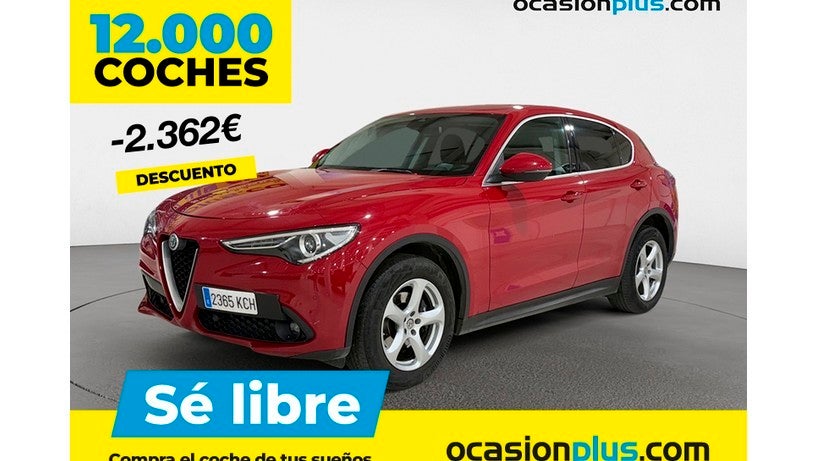 12.000
COCHES
ocasionplus.com
-2.362€
DESCUENTO
2365 KCH
Sé libre
Compra el coche de tus sueños
ocasionplus.com